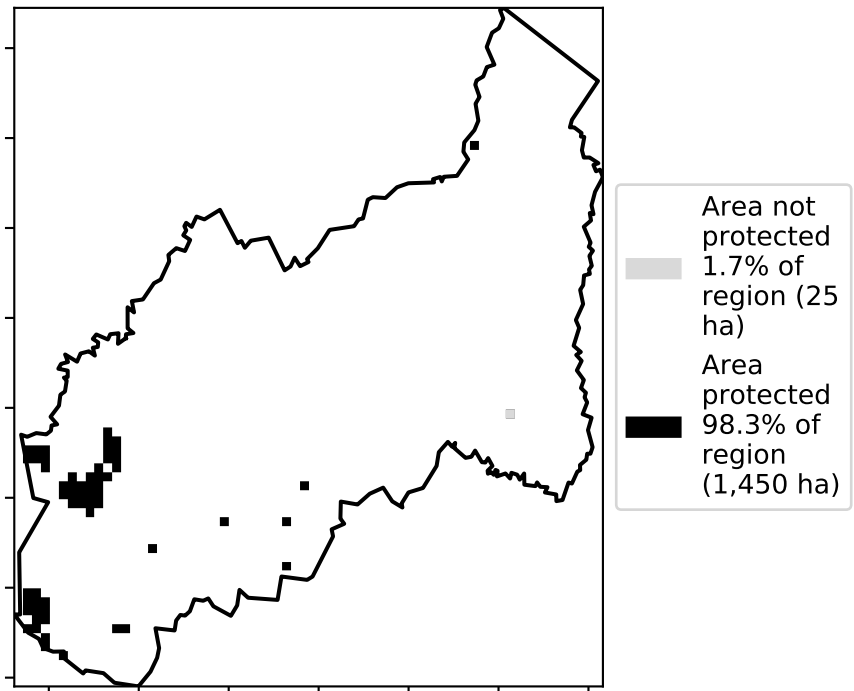 Area not
protected
1.7% of
region (25
ha)
Area
protected
98.3% of
region
(1,450 ha)